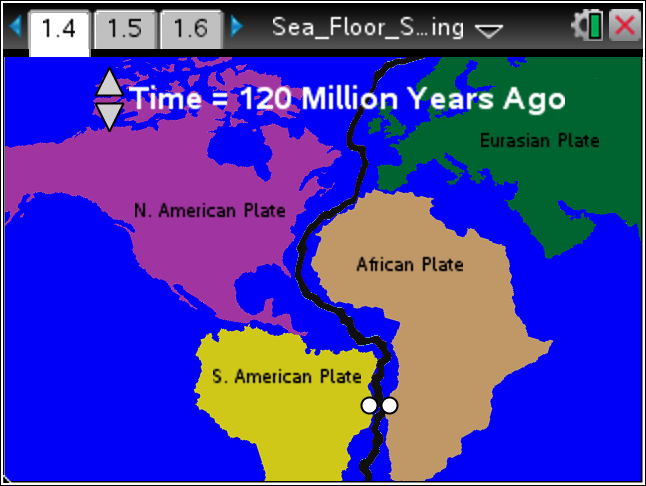 1.4 1.5 1.6 Sea_Floor_S...ing
Time = 120 Million Years Ago
Eurasian Plate
N. American Plate
African Plate
S. American Plate